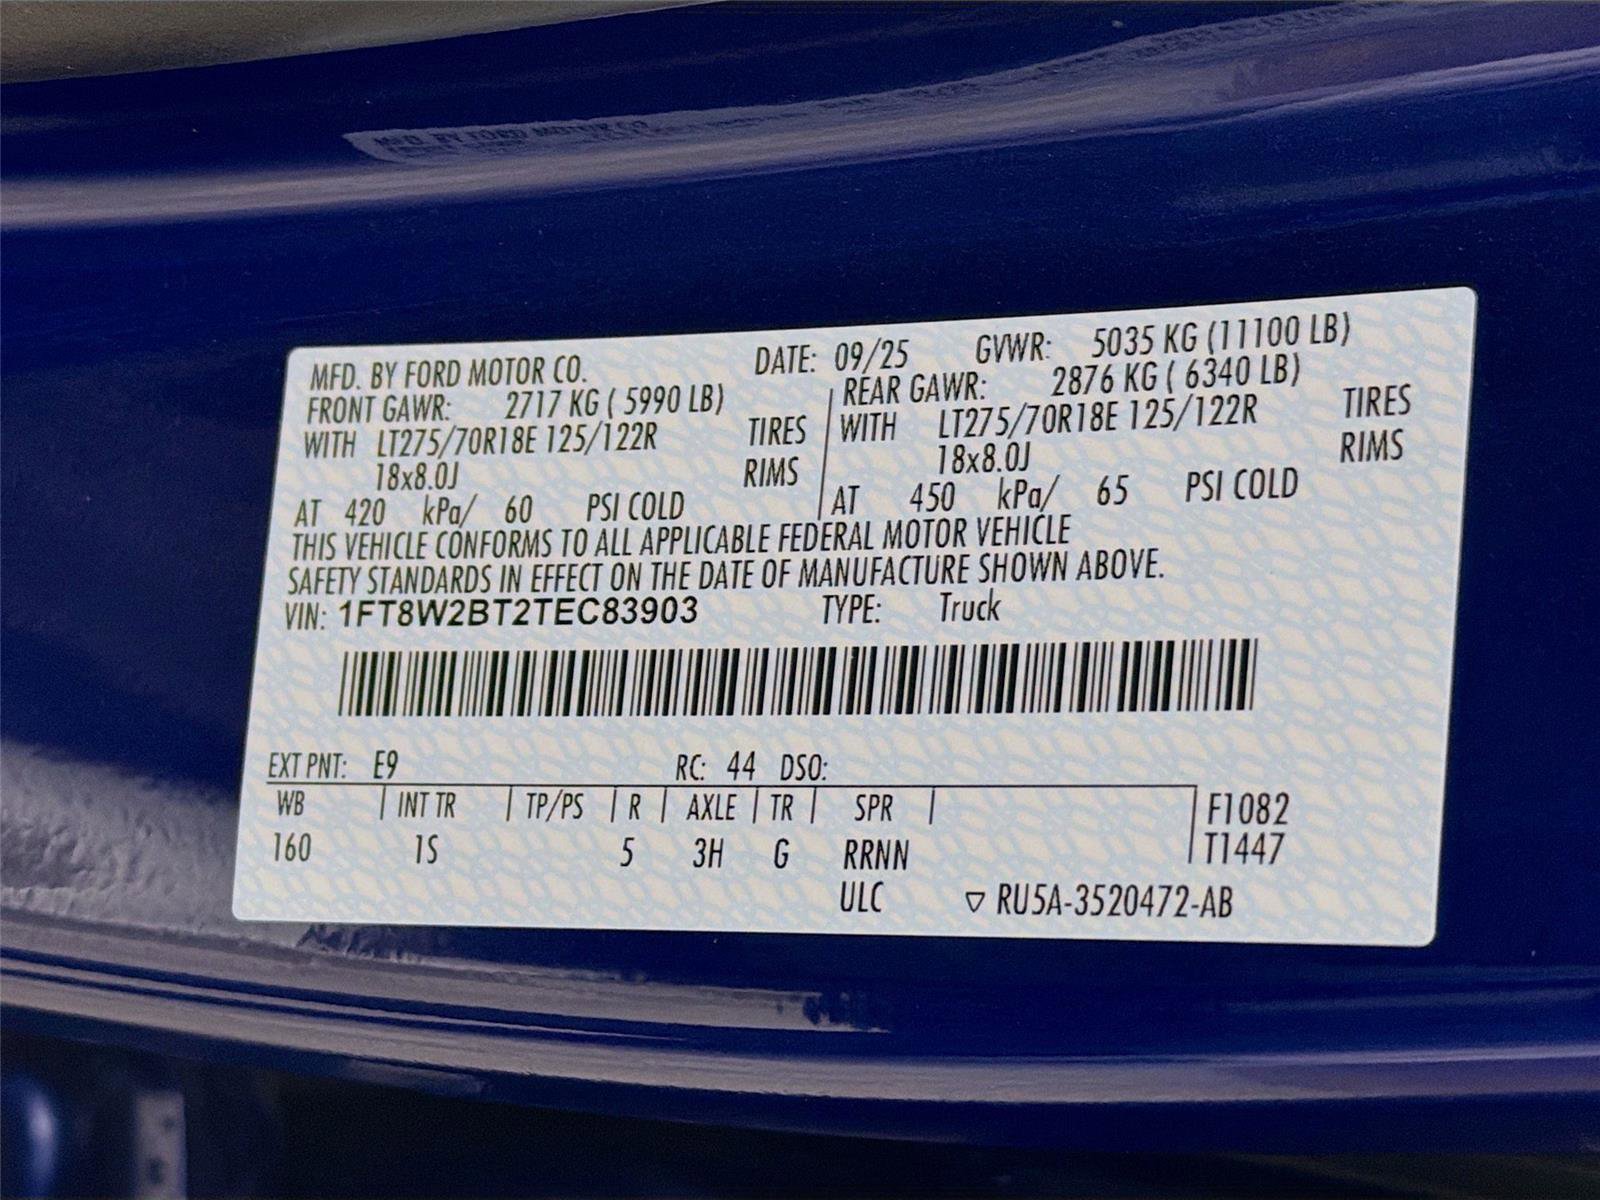 MFD. BY FORD MOTOR CO. DATE: 09/25 GVWR: 5035 KG (11100 LB)
FRONT GAWR: 2717 KG ( 5990 LB) REAR GAWR: 2876 KG ( 6340 LB)
WITH LT275/70R18E 125/122R TIRES WITH LT275/70R18E 125/122R TIRES
18x8.0J RIMS 18x8.0J RIMS
AT 420 kPa/ 60 PSI COLD AT 450 kPa/ 65 PSI COLD
THIS VEHICLE CONFORMS TO ALL APPLICABLE FEDERAL MOTOR VEHICLE
SAFETY STANDARDS IN EFFECT ON THE DATE OF MANUFACTURE SHOWN ABOVE.
VIN: 1FT8W2BT2TEC83903 TYPE: Truck
EXT PNT: E9 RC: 44 DSO:
WB INT TR TP/PS R AXLE TR SPR F1082
160 1S 5 3H G RRNN T1447
ULC ▽ RU5A-3520472-AB